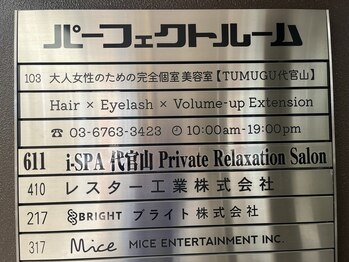 パーフェクトルーム
103 大人女性のための完全個室美容室【TUMUGU代官山】
Hair × Eyelash × Volume-up Extension
☎ 03-6763-3423 10:00am-19:00pm
611 i-SPA 代官山 Private Relaxation Salon
410 レスター工業株式会社
217 BRIGHT ブライト株式会社
317 Mice MICE ENTERTAINMENT INC.